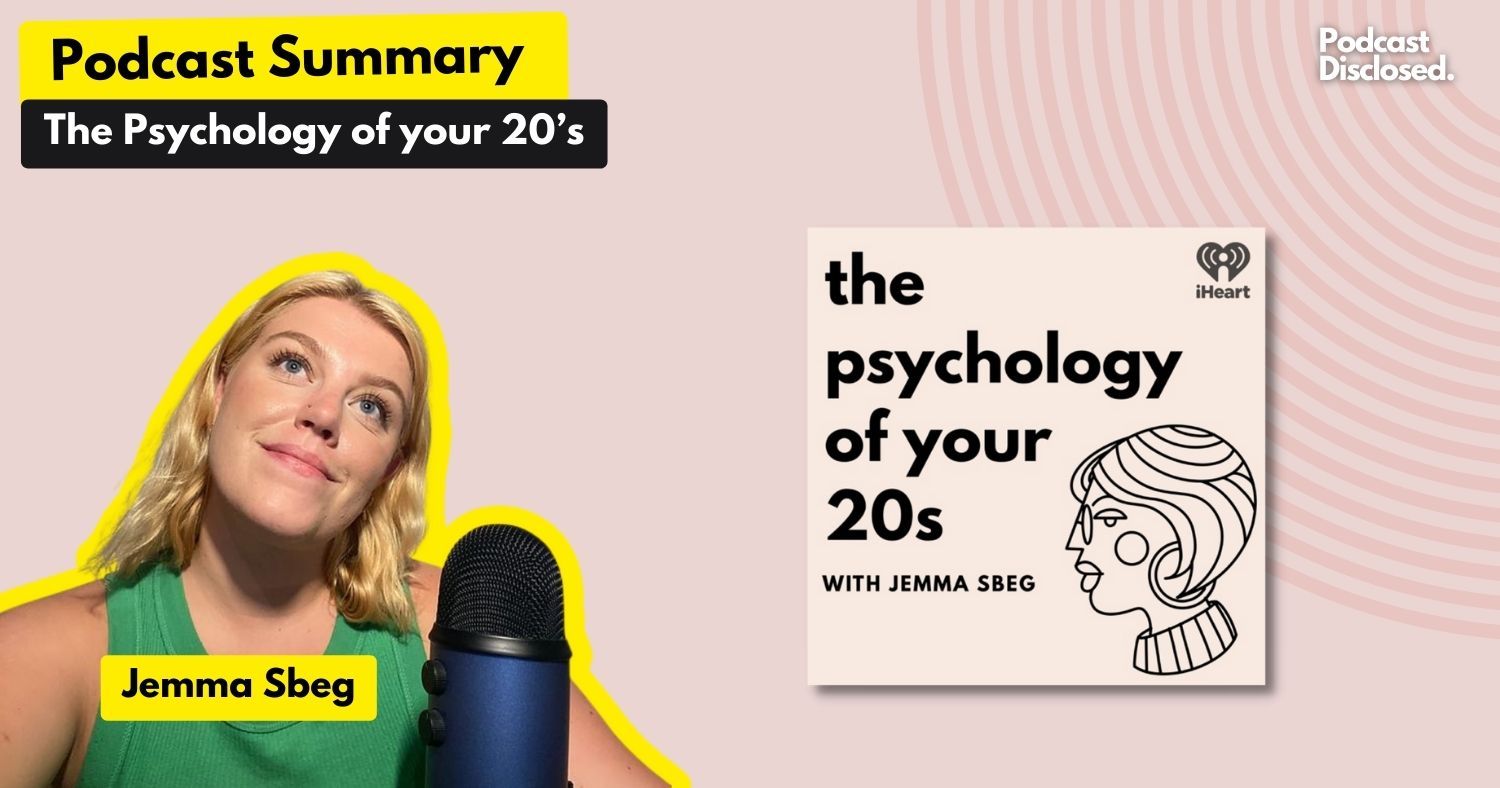 Podcast Summary
The Psychology of your 20’s
Podcast
Disclosed.
the
psychology
of your
20s
WITH JEMMA SBEG
iHeart
Jemma Sbeg